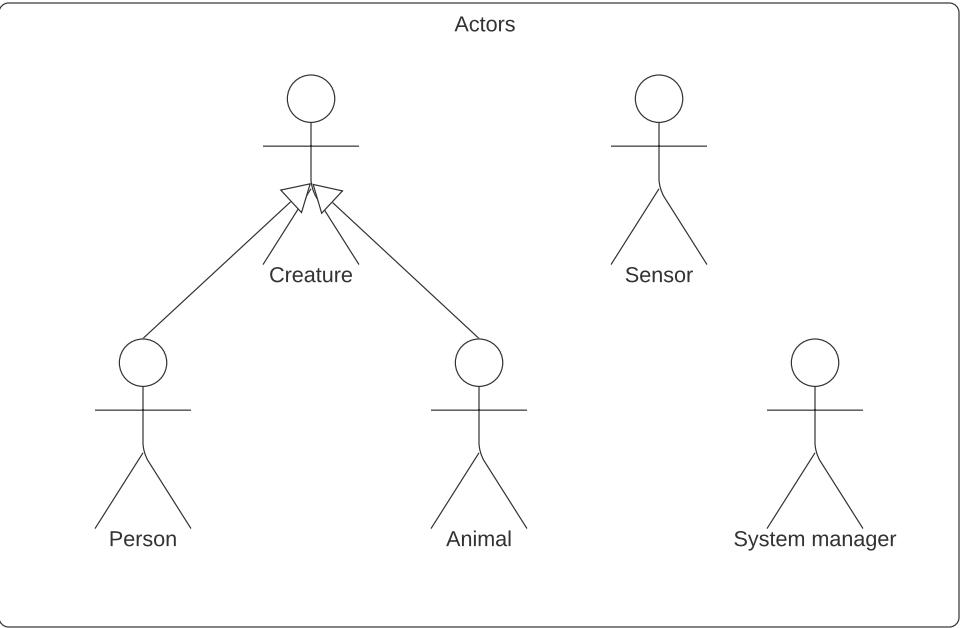 Actors
Creature
Sensor
Person
Animal
System manager